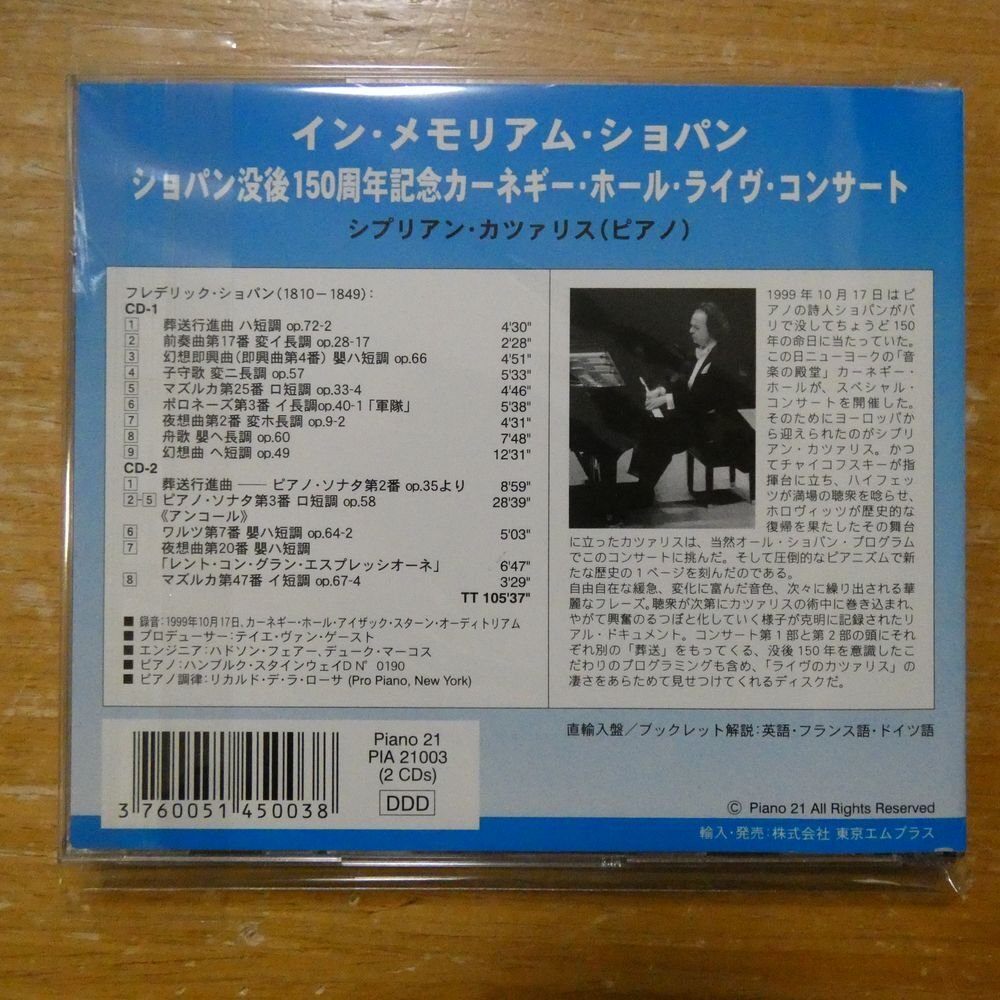 イン・メモリアム・ショパン
ショパン没後150周年記念カーネギー・ホール・ライヴ・コンサート
シプリアン・カツァリス(ピアノ)
フレデリック・ショパン(1810-1849):
CD-1
1 葬送行進曲 ハ短調 op.72-2 4'30"
2 前奏曲第17番 変イ長調 op.28-17 2'28"
3 幻想即興曲(即興曲第4番) 嬰ハ短調 op.66 4'51"
4 子守歌 変ニ長調 op.57 5'33"
5 マズルカ第25番 ロ短調 op.33-4 4'46"
6 ポロネーズ第3番 イ長調op.40-1「軍隊」 5'38"
7 夜想曲第2番 変ホ長調 op.9-2 4'31"
8 舟歌 嬰ヘ長調 op.60 7'48"
9 幻想曲 ヘ短調 op.49 12'31"
CD-2
1 葬送行進曲 ── ピアノ・ソナタ第2番 op.35より 8'59"
2-5 ピアノ・ソナタ第3番 ロ短調 op.58 28'39"
《アンコール》
6 ワルツ第7番 嬰ハ短調 op.64-2 5'03"
7 夜想曲第20番 嬰ハ短調
「レント・コン・グラン・エスプレッシオーネ」 6'47"
8 マズルカ第47番 イ短調 op.67-4 3'29"
TT 105'37"
■ 録音:1999年10月17日、カーネギー・ホール・アイザック・スターン・オーディトリアム
■ プロデューサー:テイエ・ヴァン・ゲースト
■ エンジニア:ハドソン・フェアー、デューク・マーコス
■ ピアノ:ハンブルク・スタインウェイD N° 0190
■ ピアノ調律:リカルド・デ・ラ・ローサ (Pro Piano, New York)
1999年10月17日はピ
アノの詩人ショパンがパ
リで没してちょうど150
年の命日に当たっていた。
この日ニューヨークの「音
楽の殿堂」カーネギー・
ホールが、スペシャル・
コンサートを開催した。
そのためにヨーロッパか
ら迎えられたのがシプリ
アン・カツァリス。かつ
てチャイコフスキーが指
揮台に立ち、ハイフェッ
ツが満場の聴衆を唸らせ、
ホロヴィッツが歴史的な
復帰を果たしたその舞台
に立ったカツァリスは、当然オール・ショパン・プログラム
でこのコンサートに挑んだ。そして圧倒的なピアニズムで新
たな歴史の1ページを刻んだのである。
自由自在な緩急、変化に富んだ音色、次々に繰り出される華
麗なフレーズ。聴衆が次第にカツァリスの術中に巻き込まれ、
やがて興奮のるつぼと化していく様子が克明に記録されたリ
アル・ドキュメント。コンサート第1部と第2部の頭にそれ
ぞれ別の「葬送」をもってくる、没後150年を意識したこ
だわりのプログラミングも含め、「ライヴのカツァリス」の
凄さをあらためて見せつけてくれるディスクだ。
直輸入盤/ブックレット解説:英語・フランス語・ドイツ語
Piano 21
PIA 21003
(2 CDs)
DDD
3 760051 450038
Ⓒ Piano 21 All Rights Reserved
輸入・発売:株式会社 東京エムプラス